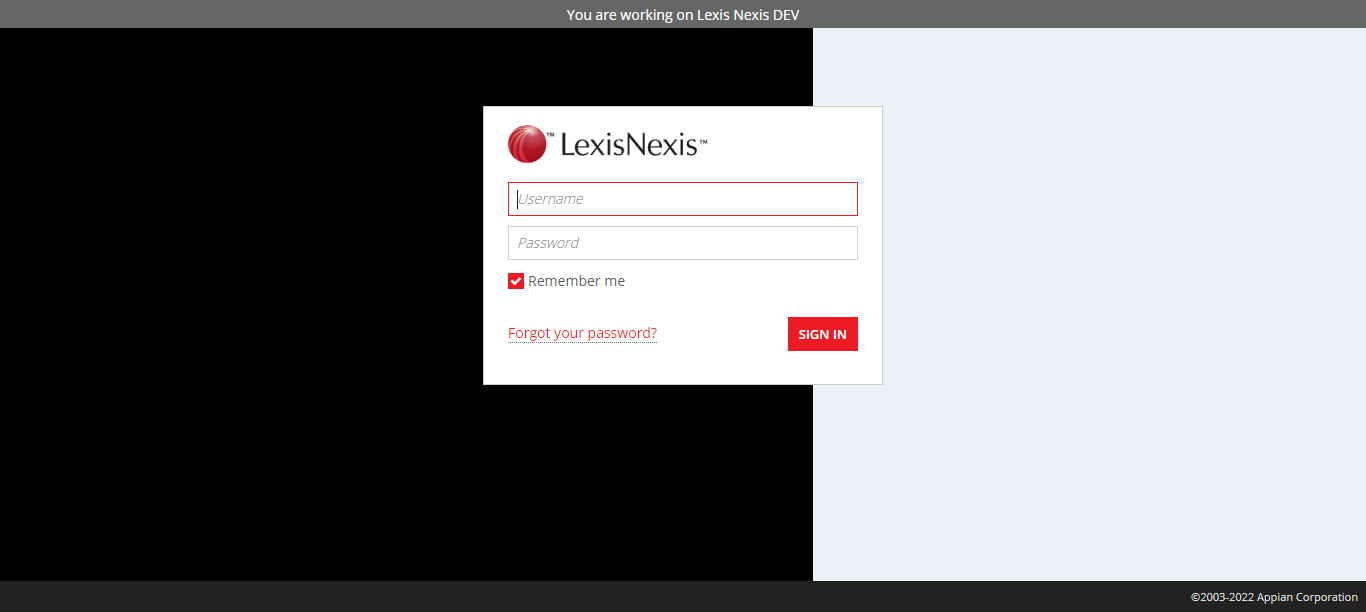 You are working on Lexis Nexis DEV
™ LexisNexis™
Username
Password
Remember me
Forgot your password?
SIGN IN
©2003-2022 Appian Corporation